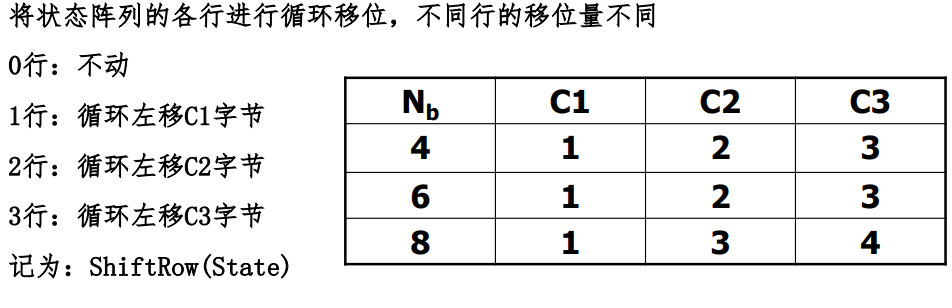 将状态阵列的各行进行循环移位，不同行的移位量不同
0行：不动
1行：循环左移C1字节
2行：循环左移C2字节
3行：循环左移C3字节
记为：ShiftRow(State)
Nb C1 C2 C3
4 1 2 3
6 1 2 3
8 1 3 4